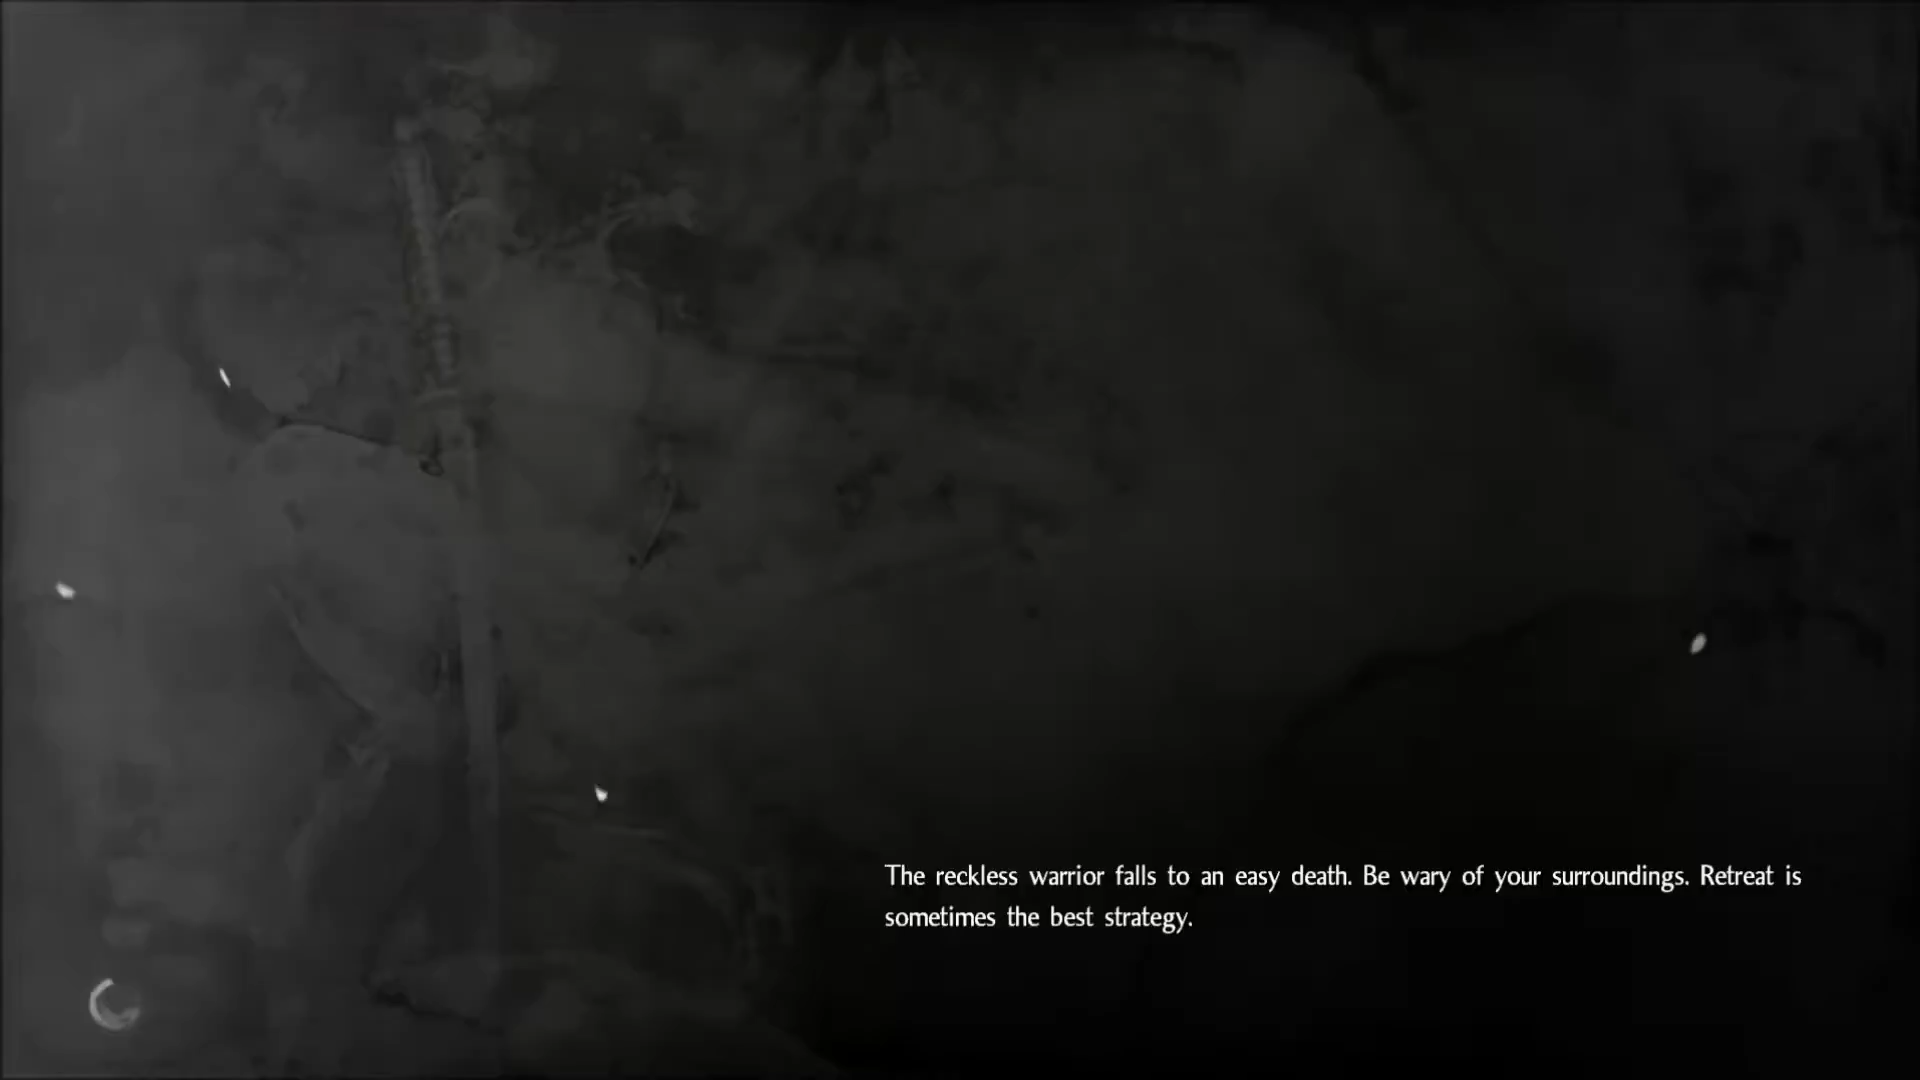 The reckless warrior falls to an easy death. Be wary of your surroundings. Retreat is
sometimes the best strategy.